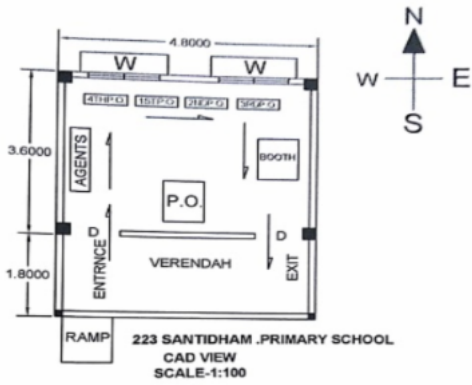 4.8000
N
W
W
W
E
S
4THP.O
1STP.O
2NDP.O
3RDP.O
3.6000
AGENTS
BOOTH
P.O.
D
D
1.8000
ENTRNCE
VERENDAH
EXIT
RAMP
223 SANTIDHAM .PRIMARY SCHOOL
CAD VIEW
SCALE-1:100